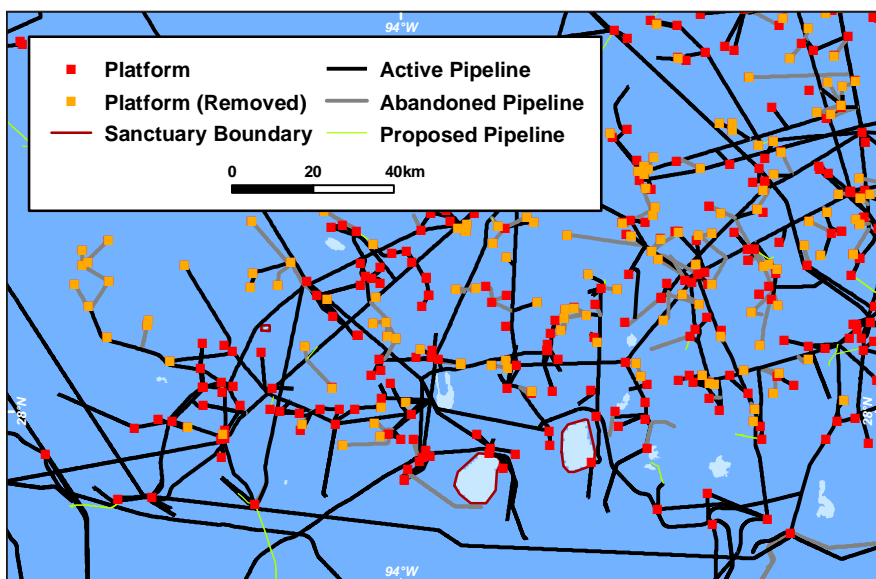 94°W
Platform
Active Pipeline
Platform (Removed)
Abandoned Pipeline
Sanctuary Boundary
Proposed Pipeline
0 20 40km
28°N
28°N
94°W